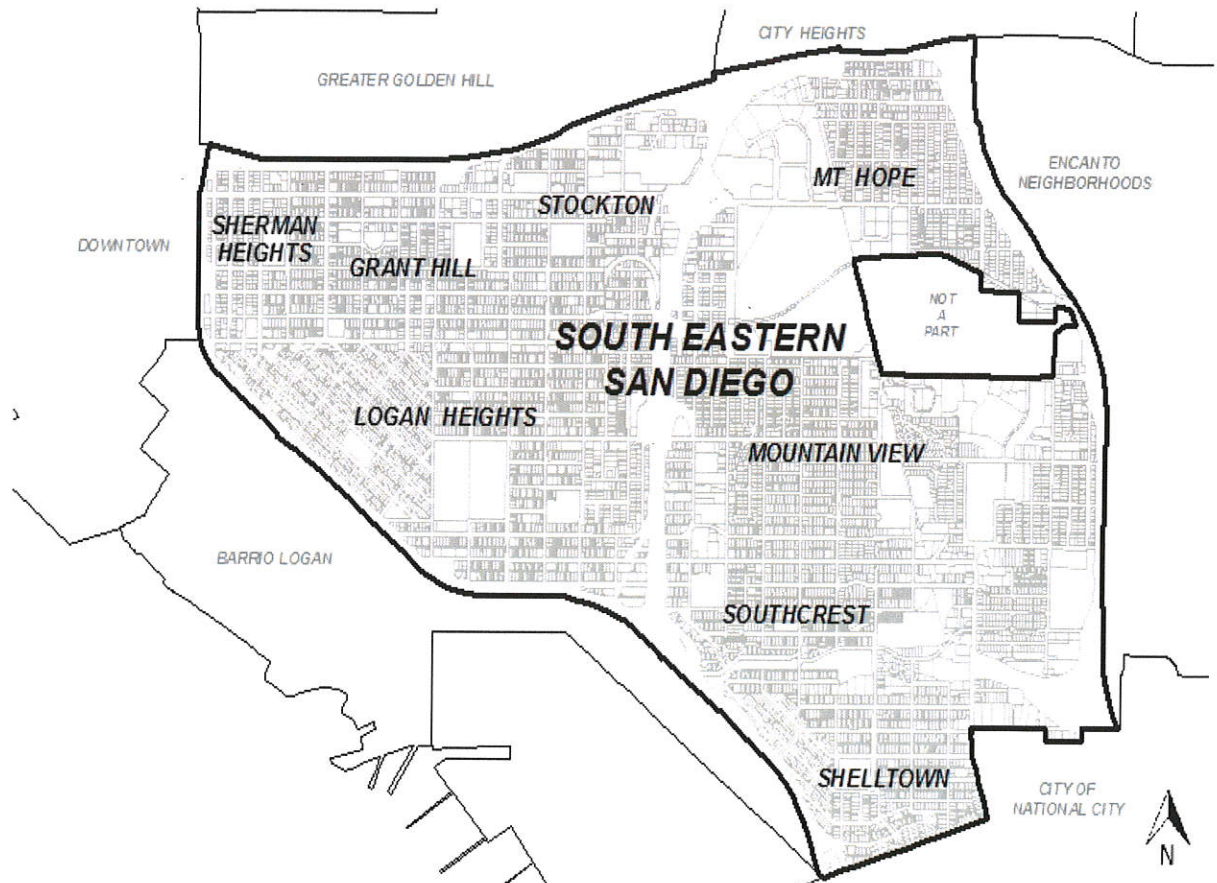 CITY HEIGHTS
GREATER GOLDEN HILL
ENCANTO
NEIGHBORHOODS
MT HOPE
STOCKTON
SHERMAN
HEIGHTS
DOWNTOWN
GRANT HILL
NOT
A
PART
SOUTH EASTERN
SAN DIEGO
LOGAN HEIGHTS
MOUNTAIN VIEW
BARRIO LOGAN
SOUTHCREST
SHELLTOWN
CITY OF
NATIONAL CITY
N